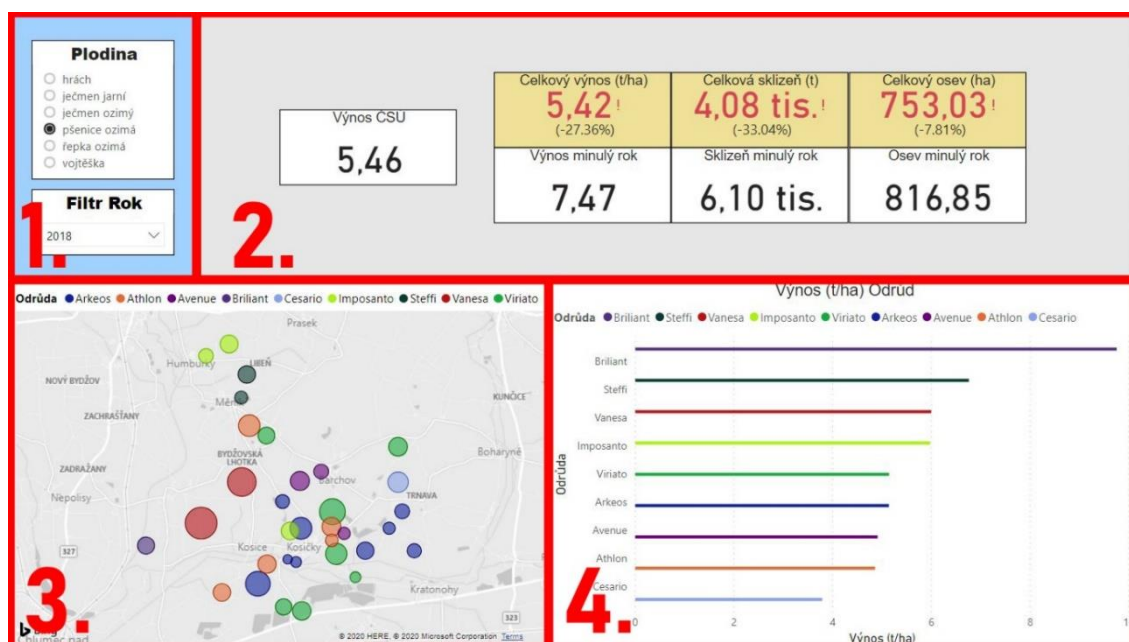 Plodina
hrách
ječmen jarní
ječmen ozimý
pšenice ozimá
řepka ozimá
vojtěška
Filtr Rok
2018
1.
Výnos ČSU
5,46
Celkový výnos (t/ha)
5,42 !
(-27.36%)
Výnos minulý rok
7,47
Celková sklizeň (t)
4,08 tis. !
(-33.04%)
Sklizeň minulý rok
6,10 tis.
Celkový osev (ha)
753,03 !
(-7.81%)
Osev minulý rok
816,85
2.
Odrůda Arkeos Athlon Avenue Briliant Cesario Imposanto Steffi Vanesa Viriato
Prasek
Humburky
LIBEŇ
NOVÝ BYDŽOV
KUNČICE
ZACHRAŠŤANY
BYDŽOVSKÁ
LHOTKA
Boharyně
ZADRAŽANY
Barchov
Nepolisy
TRNAVA
327
Kosice
Kosičky
Kratonohy
323
© 2020 HERE, © 2020 Microsoft Corporation Terms
3.
Výnos (t/ha) Odrůd
Odrůda Briliant Steffi Vanesa Imposanto Viriato Arkeos Avenue Athlon Cesario
Odrůda
Briliant
Steffi
Vanesa
Imposanto
Viriato
Arkeos
Avenue
Athlon
Cesario
0 2 4 6 8
Výnos (t/ha)
4.